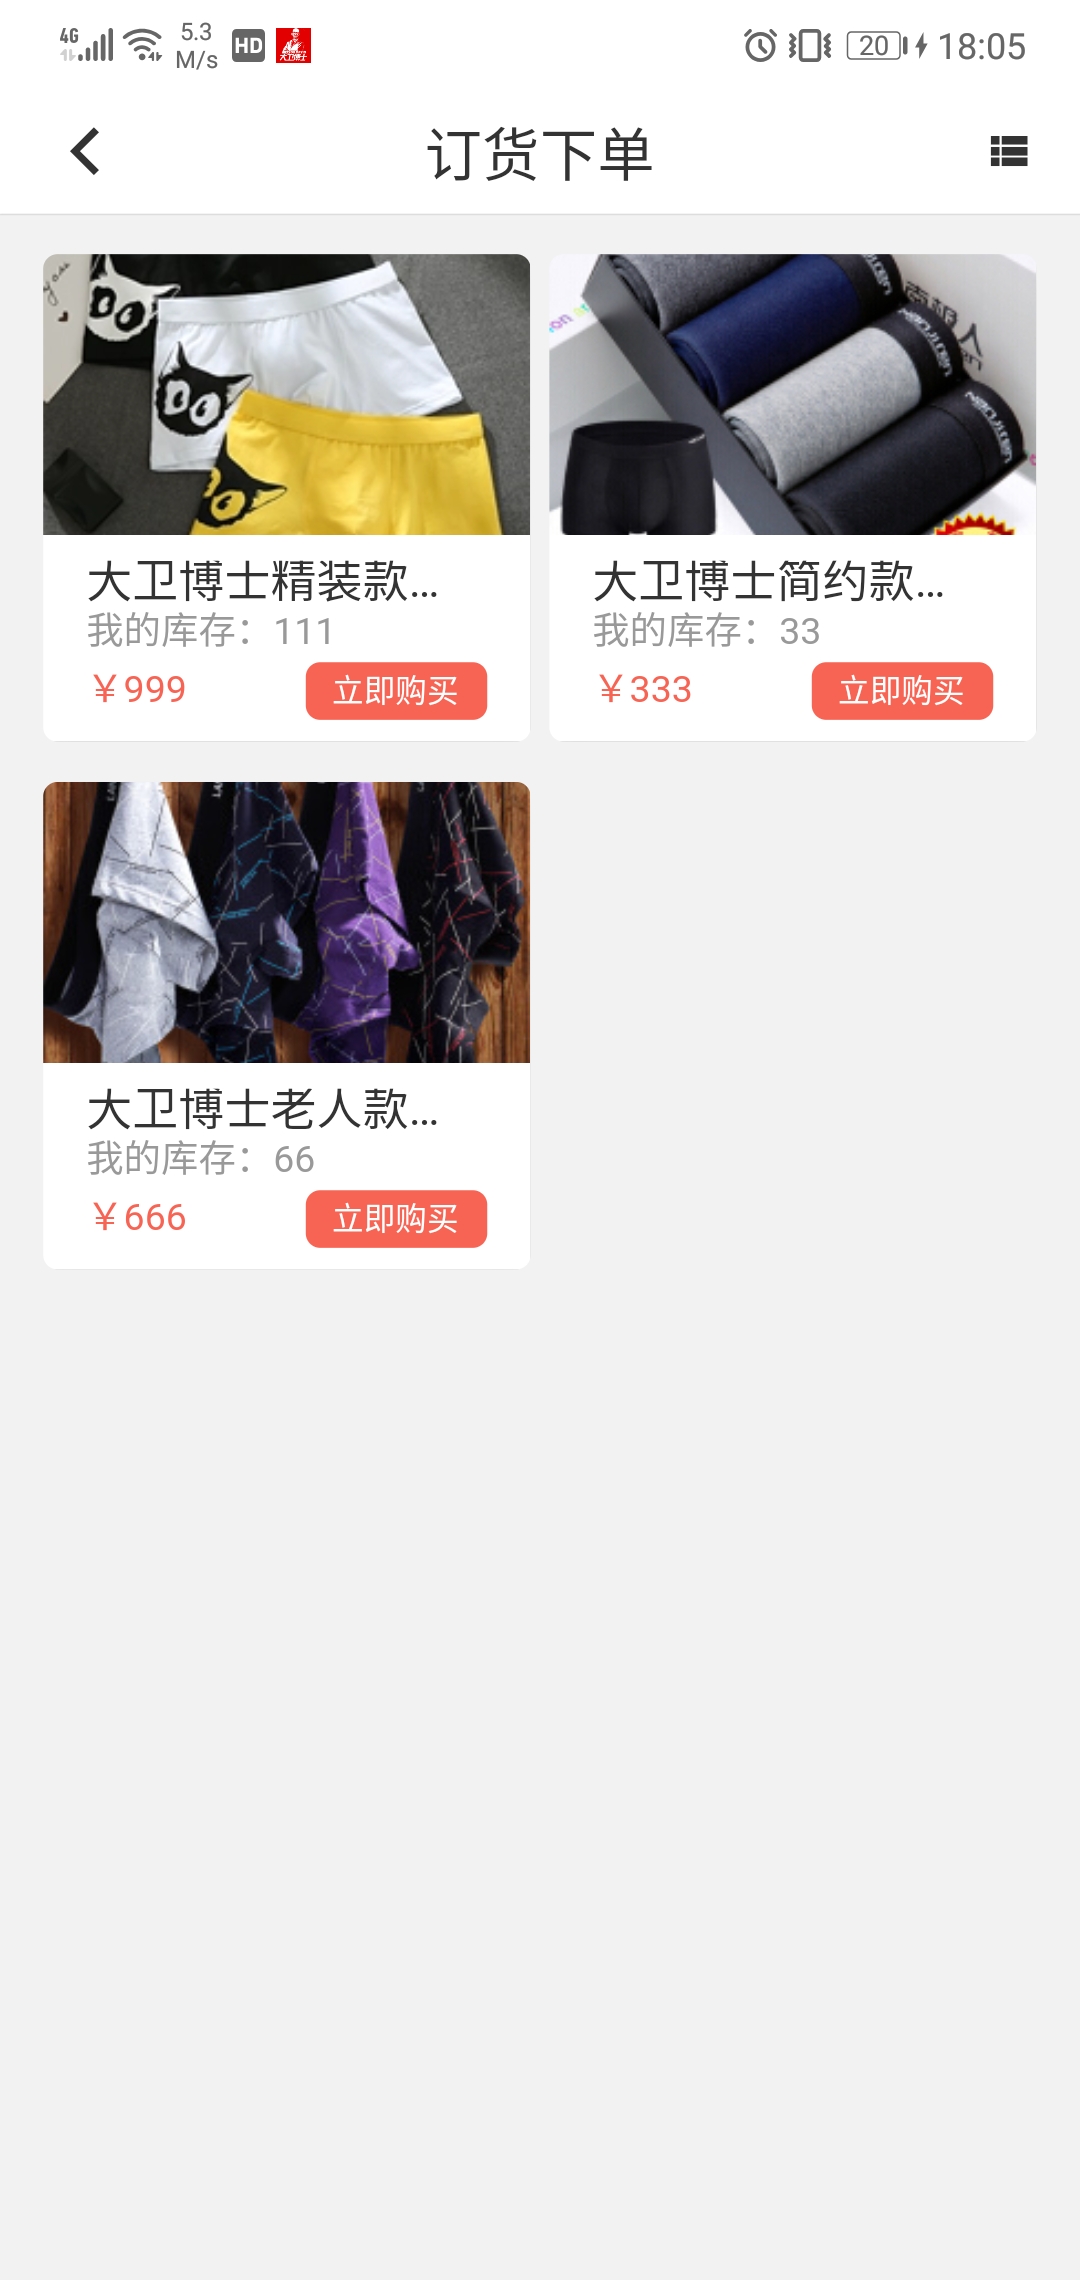 4G 5.3 M/s HD 20 18:05
订货下单
大卫博士精装款...
我的库存：111
￥999 立即购买
大卫博士简约款...
我的库存：33
￥333 立即购买
大卫博士老人款...
我的库存：66
￥666 立即购买